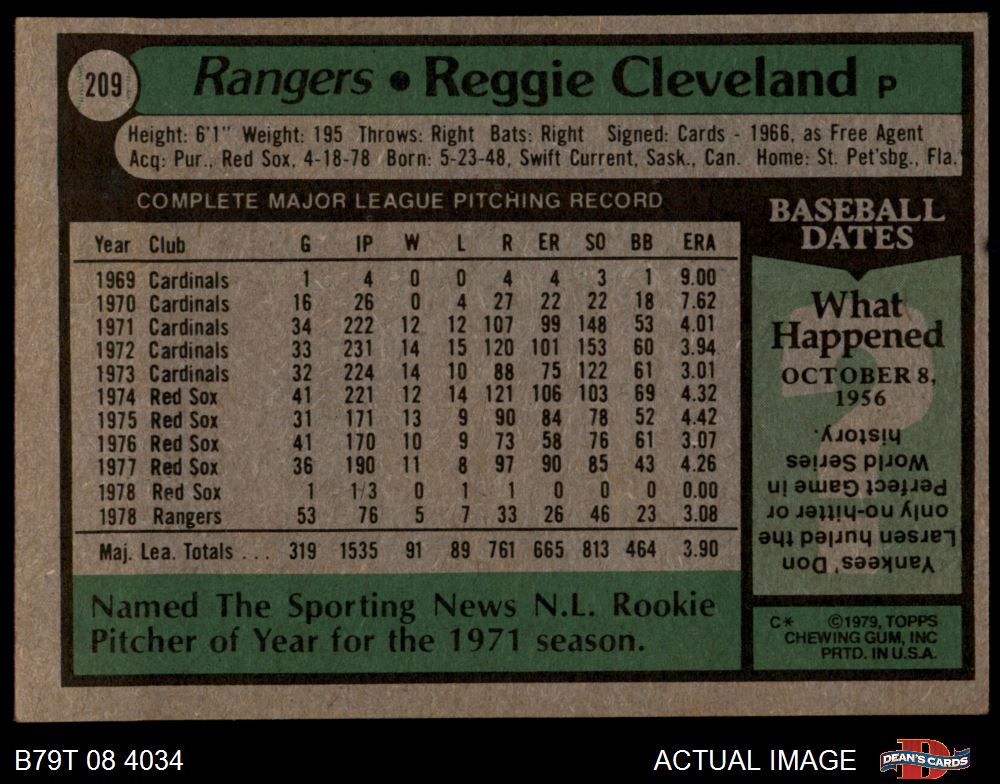 209
Rangers • Reggie Cleveland P
Height: 6'1" Weight: 195 Throws: Right Bats: Right Signed: Cards - 1966, as Free Agent
Acq: Pur., Red Sox, 4-18-78 Born: 5-23-48, Swift Current, Sask., Can. Home: St. Pet'sbg., Fla.
COMPLETE MAJOR LEAGUE PITCHING RECORD
Year Club G IP W L R ER SO BB ERA
1969 Cardinals 1 4 0 0 4 4 3 1 9.00
1970 Cardinals 16 26 0 4 27 22 22 18 7.62
1971 Cardinals 34 222 12 12 107 99 148 53 4.01
1972 Cardinals 33 231 14 15 120 101 153 60 3.94
1973 Cardinals 32 224 14 10 88 75 122 61 3.01
1974 Red Sox 41 221 12 14 121 106 103 69 4.32
1975 Red Sox 31 171 13 9 90 84 78 52 4.42
1976 Red Sox 41 170 10 9 73 58 76 61 3.07
1977 Red Sox 36 190 11 8 97 90 85 43 4.26
1978 Red Sox 1 1/3 0 1 1 0 0 0 0.00
1978 Rangers 53 76 5 7 33 26 46 23 3.08
Maj. Lea. Totals ... 319 1535 91 89 761 665 813 464 3.90
Named The Sporting News N.L. Rookie
Pitcher of Year for the 1971 season.
BASEBALL
DATES
What
Happened
OCTOBER 8,
1956
?
Yankees' Don
Larsen hurled the
only no-hitter or
Perfect Game in
World Series
history.
C* ©1979, TOPPS
CHEWING GUM, INC
PRTD. IN U.S.A.
B79T 08 4034
ACTUAL IMAGE
D
DEAN'S CARDS